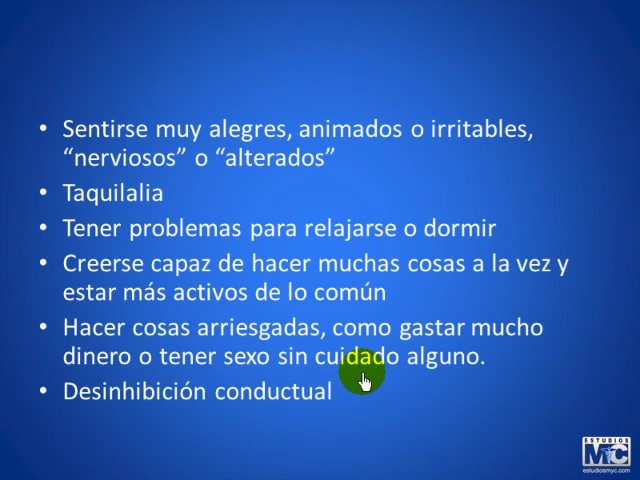 • Sentirse muy alegres, animados o irritables,
“nerviosos” o “alterados”
• Taquilalia
• Tener problemas para relajarse o dormir
• Creerse capaz de hacer muchas cosas a la vez y
estar más activos de lo común
• Hacer cosas arriesgadas, como gastar mucho
dinero o tener sexo sin cuidado alguno.
• Desinhibición conductual
ESTUDIOS
MYC
estudiosmyc.com